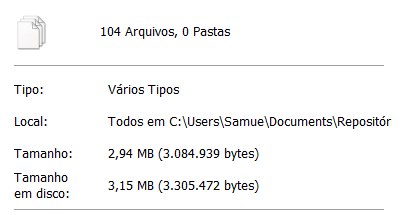 104 Arquivos, 0 Pastas
Tipo: Vários Tipos
Local: Todos em C:\Users\Samue\Documents\Repositór
Tamanho: 2,94 MB (3.084.939 bytes)
Tamanho
em disco: 3,15 MB (3.305.472 bytes)